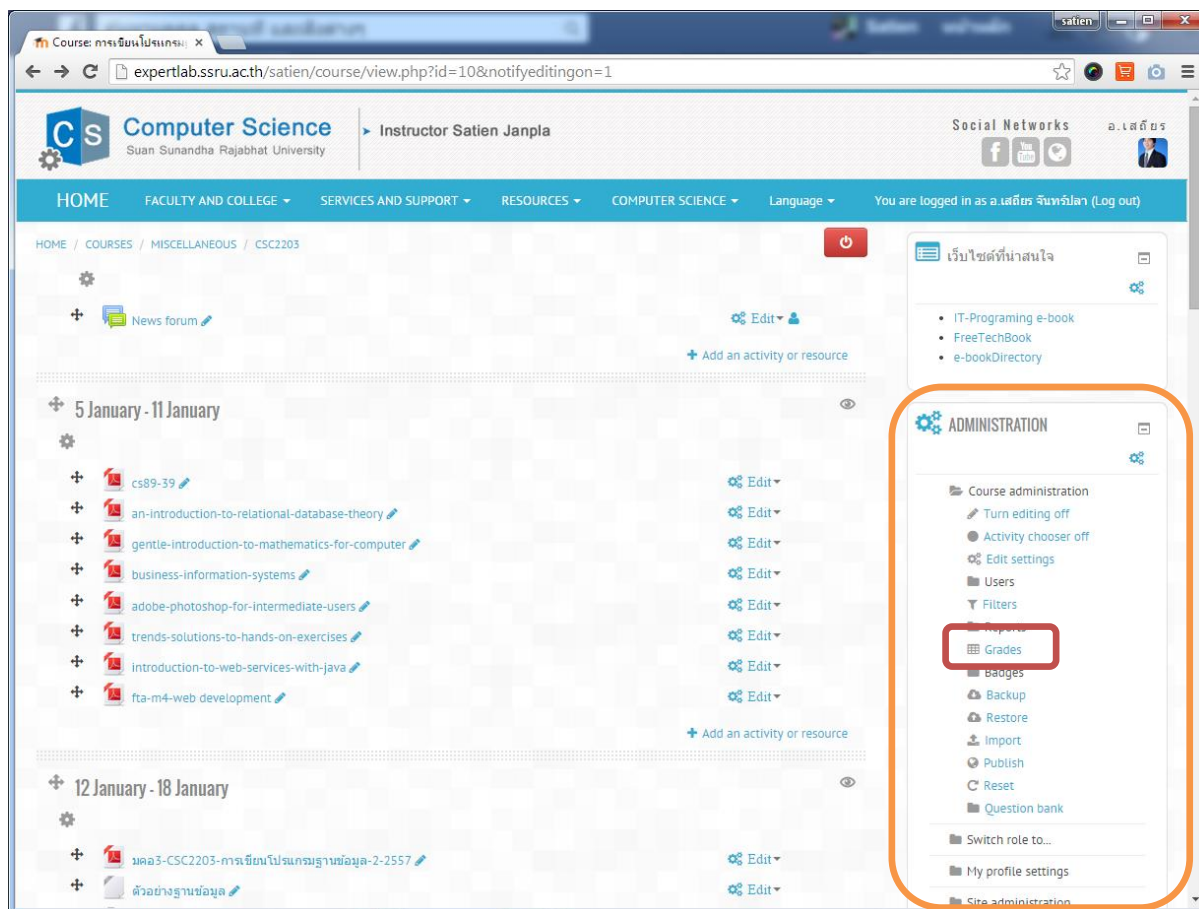 Satien
satien
Course: การเขียนโปรแกรม
expertlab.ssru.ac.th/satien/course/view.php?id=10&notifyeditingon=1
CS
Computer Science
Suan Sunandha Rajabhat University
Instructor Satien Janpla
Social Networks
อ.เสถียร
You Tube
HOME
FACULTY AND COLLEGE
SERVICES AND SUPPORT
RESOURCES
COMPUTER SCIENCE
Language
You are logged in as อ.เสถียร จันทร์ปลา (Log out)
HOME / COURSES / MISCELLANEOUS / CSC2203
News forum
Edit
Add an activity or resource
5 January - 11 January
cs89-39
Edit
an-introduction-to-relational-database-theory
Edit
gentle-introduction-to-mathematics-for-computer
Edit
business-information-systems
Edit
adobe-photoshop-for-intermediate-users
Edit
trends-solutions-to-hands-on-exercises
Edit
introduction-to-web-services-with-java
Edit
fta-m4-web development
Edit
Add an activity or resource
12 January - 18 January
มคอ3-CSC2203-การเขียนโปรแกรมฐานข้อมูล-2-2557
Edit
ตัวอย่างฐานข้อมูล
Edit
เว็บไซต์ที่น่าสนใจ
IT-Programing e-book
FreeTechBook
e-bookDirectory
ADMINISTRATION
Course administration
Turn editing off
Activity chooser off
Edit settings
Users
Filters
Reports
Grades
Badges
Backup
Restore
Import
Publish
Reset
Question bank
Switch role to...
My profile settings
Site administration